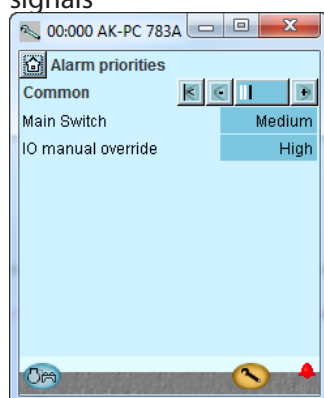 signals
00:000 AK-PC 783A
Alarm priorities
Common
Main Switch Medium
IO manual override High